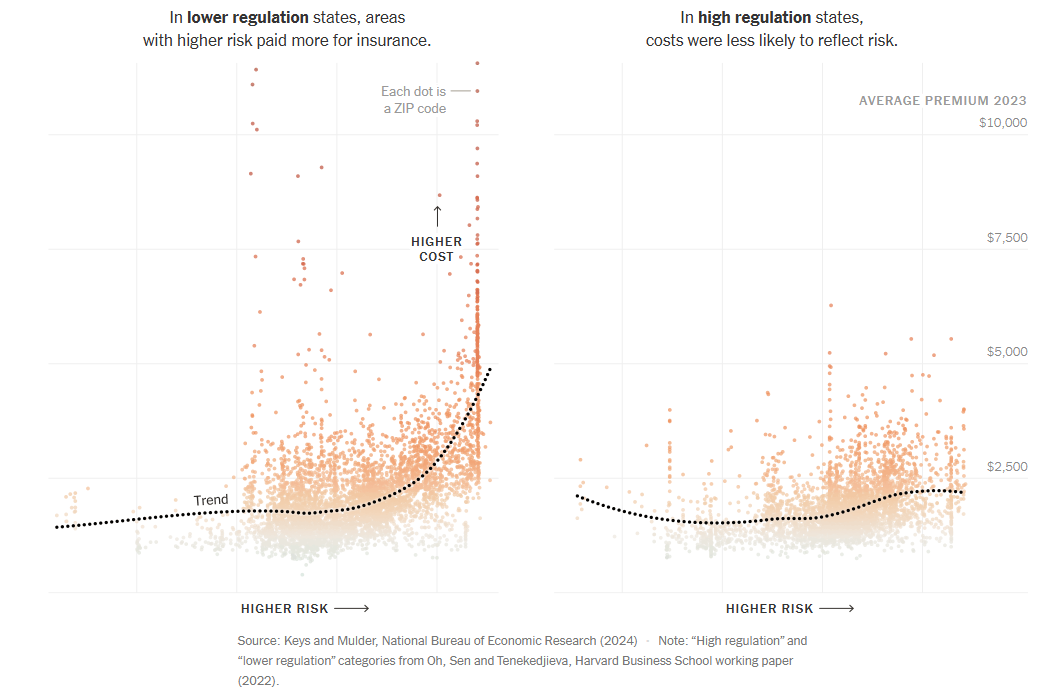 In lower regulation states, areas
with higher risk paid more for insurance.
In high regulation states,
costs were less likely to reflect risk.
Each dot is
a ZIP code
AVERAGE PREMIUM 2023
$10,000
HIGHER
COST
$7,500
$5,000
$2,500
Trend
HIGHER RISK
HIGHER RISK
Source: Keys and Mulder, National Bureau of Economic Research (2024) · Note: “High regulation” and
“lower regulation” categories from Oh, Sen and Tenekedjieva, Harvard Business School working paper
(2022).